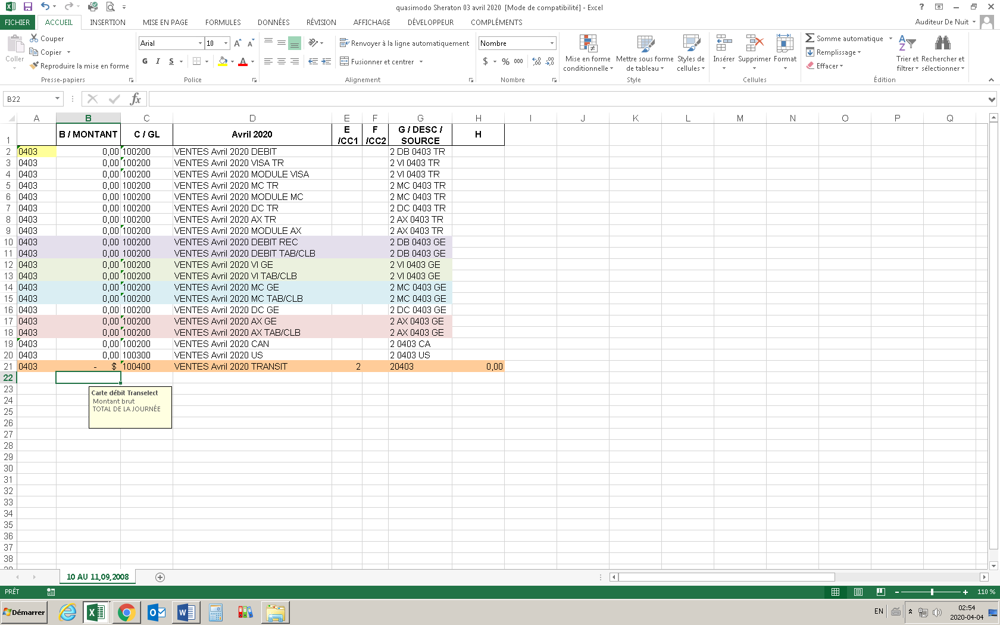 quasimodo Sheraton 03 avril 2020 [Mode de compatibilité] - Excel
FICHIER ACCUEIL INSERTION MISE EN PAGE FORMULES DONNÉES RÉVISION AFFICHAGE DÉVELOPPEUR COMPLÉMENTS Auditeur De Nuit
Coller
Couper
Copier
Reproduire la mise en forme
Presse-papiers
Arial 10
G I S
Police
Renvoyer à la ligne automatiquement
Fusionner et centrer
Alignement
Nombre
$ % 000
Nombre
Mise en forme conditionnelle
Mettre sous forme de tableau
Styles de cellules
Style
Insérer Supprimer Format
Cellules
Somme automatique
Remplissage
Effacer
Trier et filtrer
Rechercher et sélectionner
Édition
B22 fx
A B C D E F G H I J K L M N O P Q
1 B / MONTANT C / GL Avril 2020 E /CC1 F /CC2 G / DESC / SOURCE H
2 0403 0,00 100200 VENTES Avril 2020 DEBIT 2 DB 0403 TR
3 0403 0,00 100200 VENTES Avril 2020 VISA TR 2 VI 0403 TR
4 0403 0,00 100200 VENTES Avril 2020 MODULE VISA 2 VI 0403 TR
5 0403 0,00 100200 VENTES Avril 2020 MC TR 2 MC 0403 TR
6 0403 0,00 100200 VENTES Avril 2020 MODULE MC 2 MC 0403 TR
7 0403 0,00 100200 VENTES Avril 2020 DC TR 2 DC 0403 TR
8 0403 0,00 100200 VENTES Avril 2020 AX TR 2 AX 0403 TR
9 0403 0,00 100200 VENTES Avril 2020 MODULE AX 2 AX 0403 TR
10 0403 0,00 100200 VENTES Avril 2020 DEBIT REC 2 DB 0403 GE
11 0403 0,00 100200 VENTES Avril 2020 DEBIT TAB/CLB 2 DB 0403 GE
12 0403 0,00 100200 VENTES Avril 2020 VI GE 2 VI 0403 GE
13 0403 0,00 100200 VENTES Avril 2020 VI TAB/CLB 2 VI 0403 GE
14 0403 0,00 100200 VENTES Avril 2020 MC GE 2 MC 0403 GE
15 0403 0,00 100200 VENTES Avril 2020 MC TAB/CLB 2 MC 0403 GE
16 0403 0,00 100200 VENTES Avril 2020 DC GE 2 DC 0403 GE
17 0403 0,00 100200 VENTES Avril 2020 AX GE 2 AX 0403 GE
18 0403 0,00 100200 VENTES Avril 2020 AX TAB/CLB 2 AX 0403 GE
19 0403 0,00 100200 VENTES Avril 2020 CAN 2 0403 CA
20 0403 0,00 100300 VENTES Avril 2020 US 2 0403 US
21 0403 - $ 100400 VENTES Avril 2020 TRANSIT 2 20403 0,00
22
23
Carte débit Transelect
24
Montant brut
25
TOTAL DE LA JOURNÉE
26
27
28
29
30
31
32
33
34
35
36
37
38
10 AU 11,09,2008
PRÊT 110 %
Démarrer EN 02:54
2020-04-04